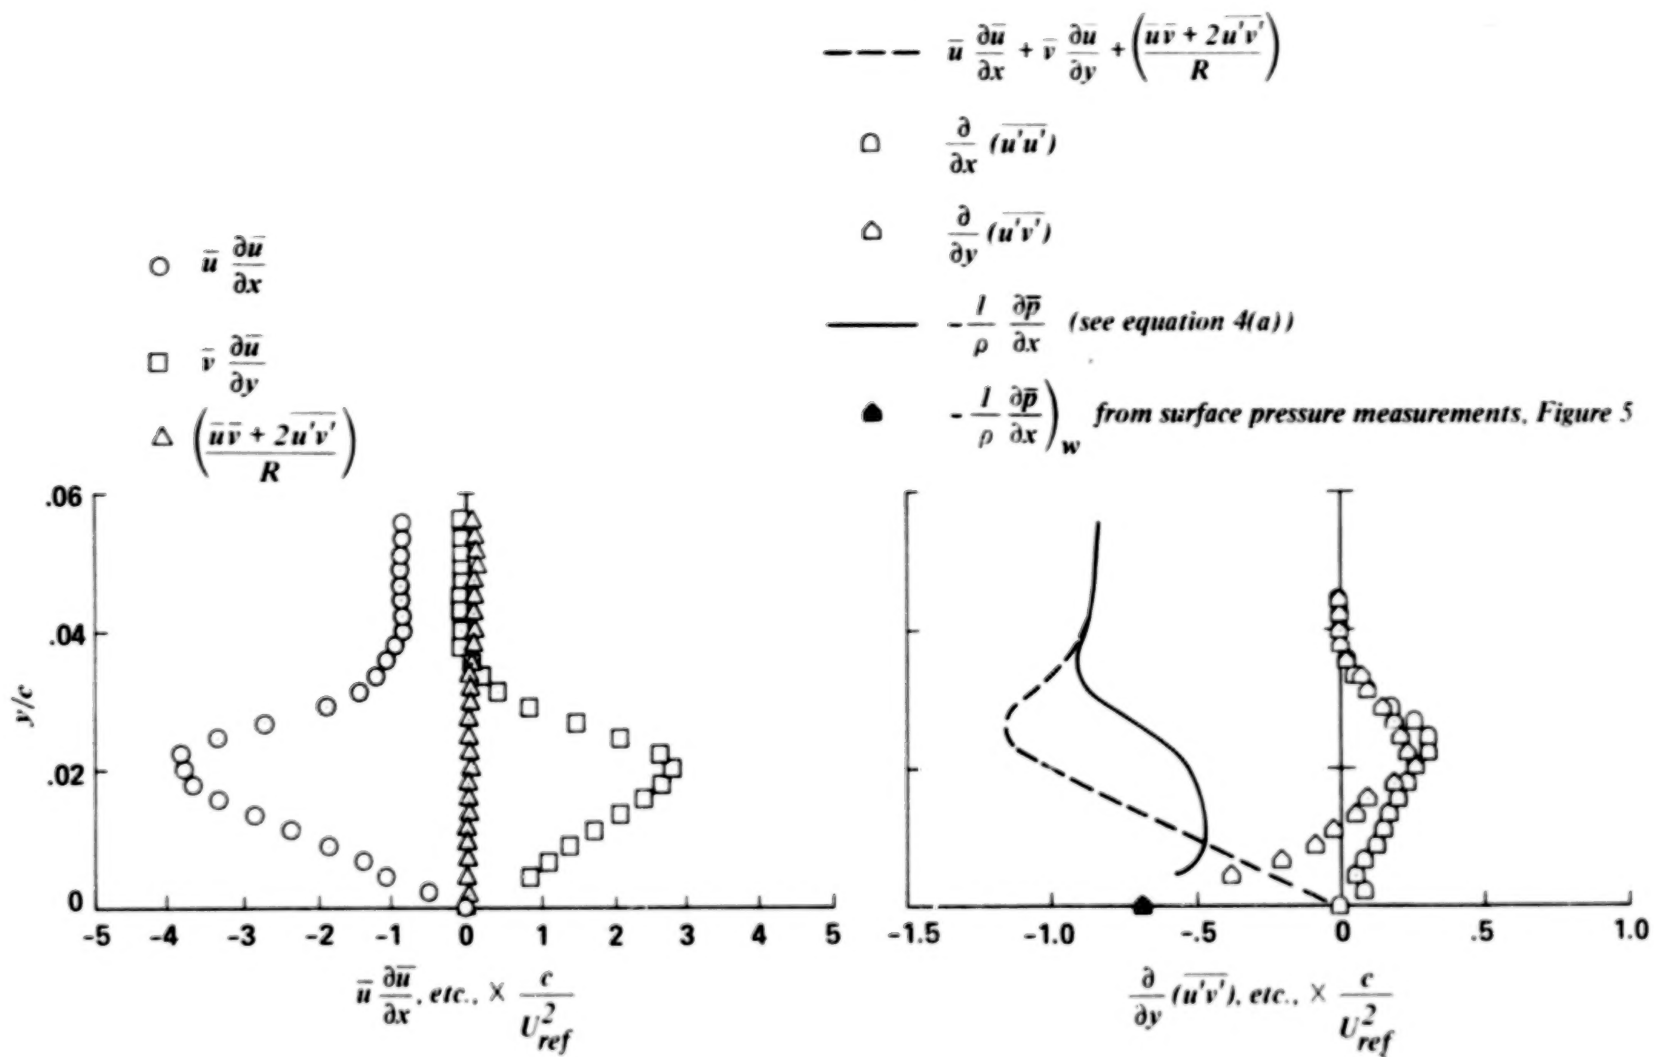 ū ∂ū/∂x + v̄ ∂ū/∂y + (ūv̄ + 2u'v'‾/R)
∂/∂x (u'u'‾)
∂/∂y (u'v'‾)
-1/ρ ∂p̄/∂x (see equation 4(a))
-1/ρ ∂p̄/∂x)w from surface pressure measurements, Figure 5
ū ∂ū/∂x
v̄ ∂ū/∂y
(ūv̄ + 2u'v'‾/R)
y/c
.06
.04
.02
0
-5 -4 -3 -2 -1 0 1 2 3 4 5
ū ∂ū/∂x, etc., × c/U²ref
-1.5 -1.0 -.5 0 .5 1.0
∂/∂y (u'v'‾), etc., × c/U²ref